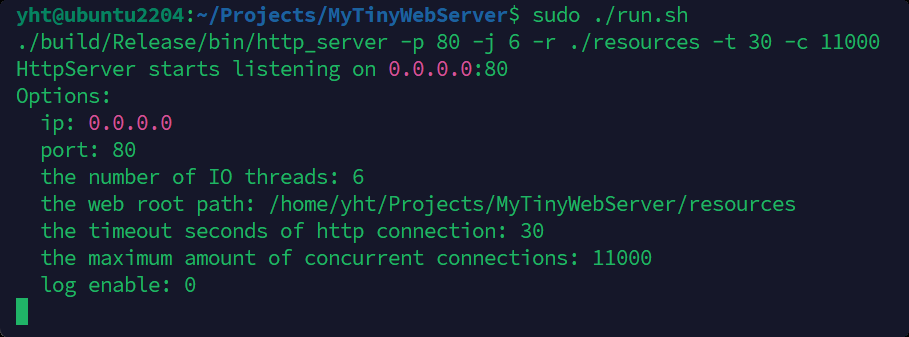 yht@ubuntu2204:~/Projects/MyTinyWebServer$ sudo ./run.sh
./build/Release/bin/http_server -p 80 -j 6 -r ./resources -t 30 -c 11000
HttpServer starts listening on 0.0.0.0:80
Options:
  ip: 0.0.0.0
  port: 80
  the number of IO threads: 6
  the web root path: /home/yht/Projects/MyTinyWebServer/resources
  the timeout seconds of http connection: 30
  the maximum amount of concurrent connections: 11000
  log enable: 0